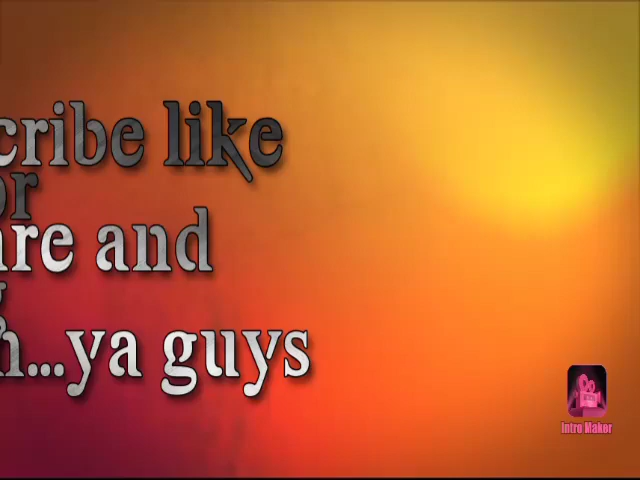 cribe like
or
are and
g
h...ya guys
Intro Maker